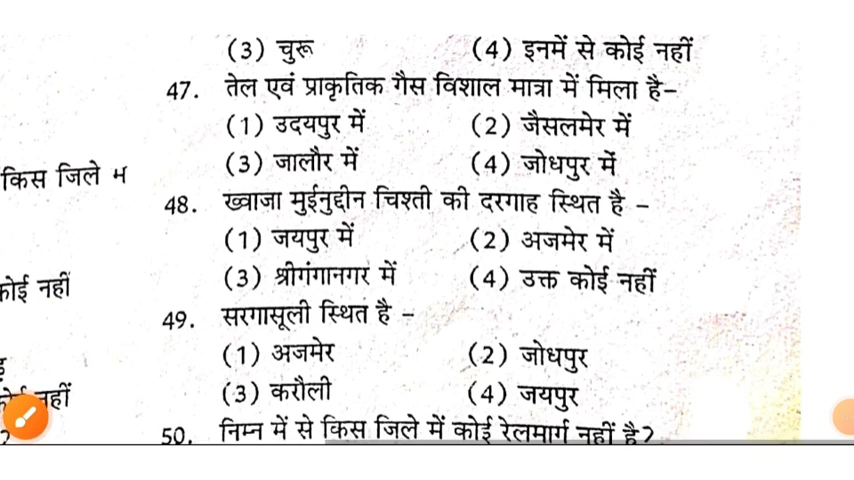 (3) चुरू (4) इनमें से कोई नहीं
47. तेल एवं प्राकृतिक गैस विशाल मात्रा में मिला है–
(1) उदयपुर में (2) जैसलमेर में
(3) जालौर में (4) जोधपुर में
किस जिले
48. ख्वाजा मुईनुद्दीन चिश्ती की दरगाह स्थित है –
(1) जयपुर में (2) अजमेर में
(3) श्रीगंगानगर में (4) उक्त कोई नहीं
कोई नहीं
49. सरगासूली स्थित है –
(1) अजमेर (2) जोधपुर
(3) करौली (4) जयपुर
नहीं
50. निम्न में से किस जिले में कोई रेलमार्ग नहीं है?